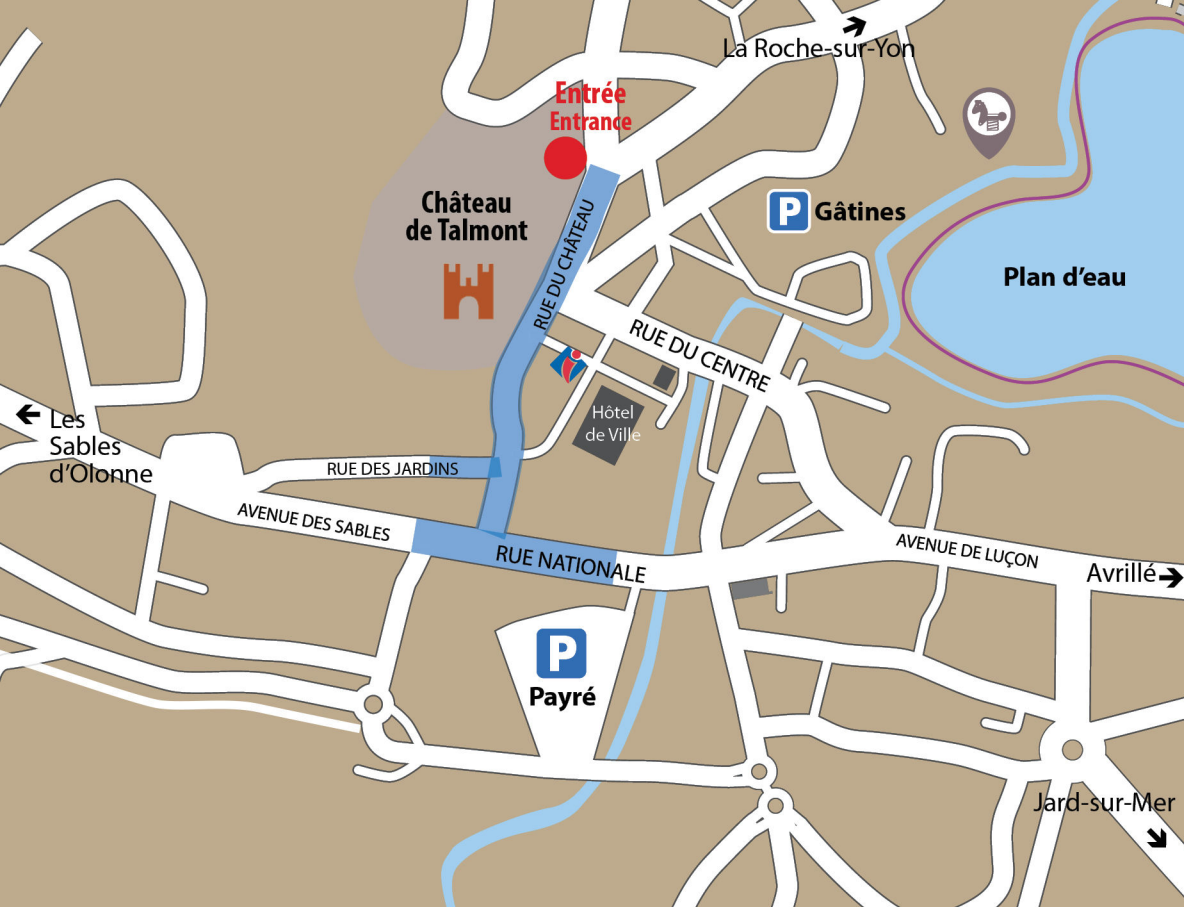 La Roche-sur-Yon
Entrée
Entrance
Château
de Talmont
P Gâtines
RUE DU CHÂTEAU
Plan d’eau
RUE DU CENTRE
Hôtel
de Ville
Les
Sables
d’Olonne
RUE DES JARDINS
AVENUE DES SABLES
RUE NATIONALE
AVENUE DE LUÇON
Avrillé
P
Payré
Jard-sur-Mer